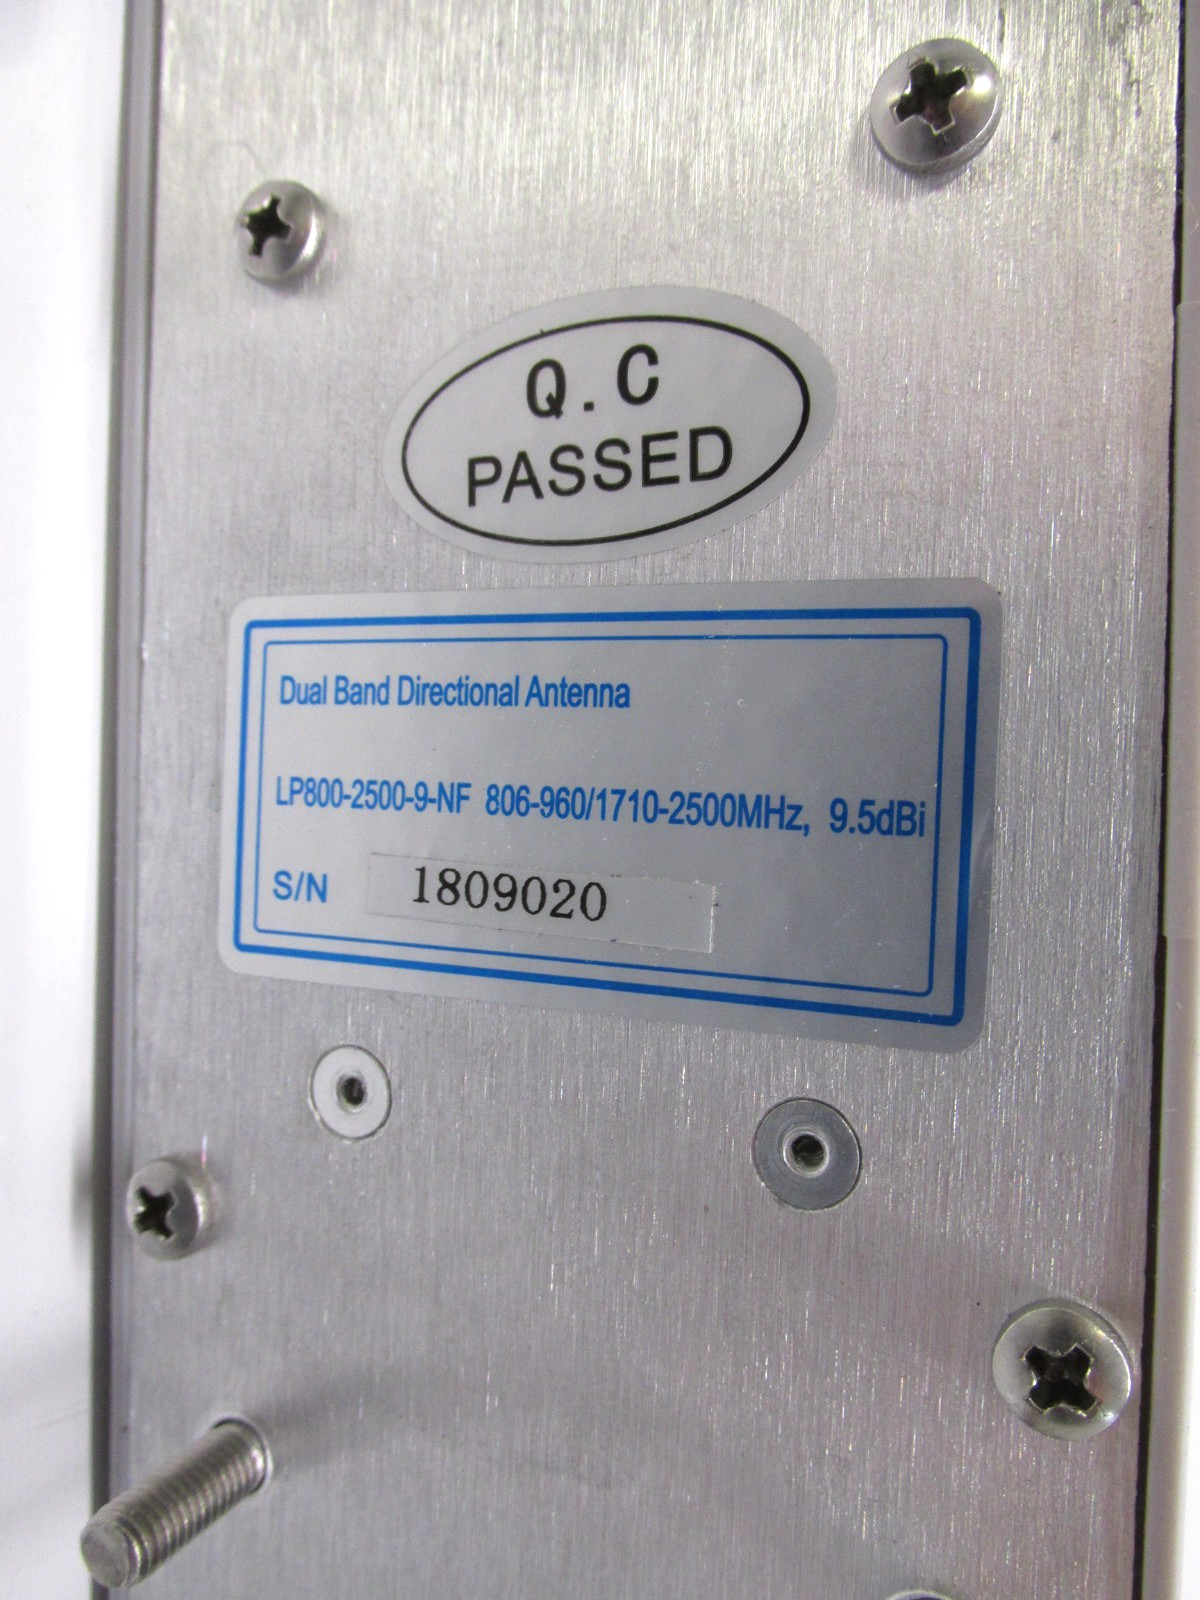 Q.C
PASSED
Dual Band Directional Antenna
LP800-2500-9-NF 806-960/1710-2500MHz, 9.5dBi
S/N 1809020